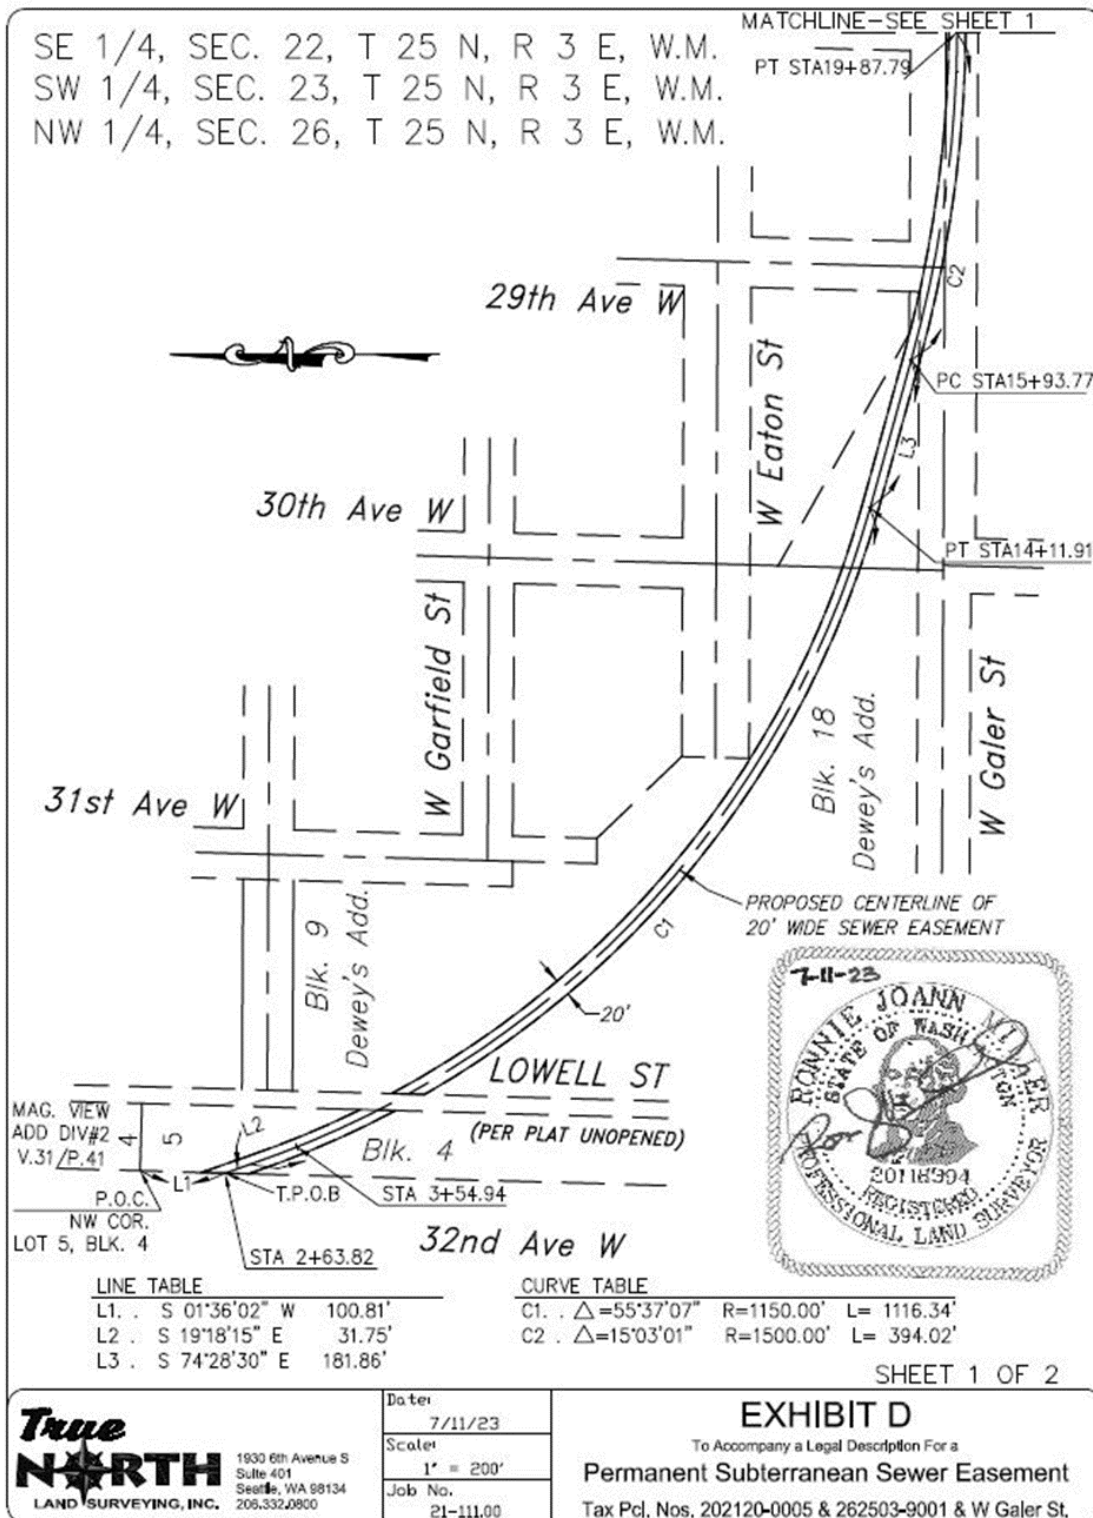 MATCHLINE-SEE SHEET 1
SE 1/4, SEC. 22, T 25 N, R 3 E, W.M.
SW 1/4, SEC. 23, T 25 N, R 3 E, W.M.
NW 1/4, SEC. 26, T 25 N, R 3 E, W.M.
PT STA19+87.79
C2
29th Ave W
W Eaton St
PC STA15+93.77
L3
30th Ave W
PT STA14+11.91
W Garfield St
W Galer St
Blk. 18
Dewey's Add.
31st Ave W
Blk. 9
Dewey's Add.
C1
PROPOSED CENTERLINE OF
20' WIDE SEWER EASEMENT
20'
7-11-23
RONNIE JOANN
STATE OF WASHINGTON
20118394
REGISTERED
PROFESSIONAL LAND SURVEYOR
LOWELL ST
(PER PLAT UNOPENED)
MAG. VIEW
ADD DIV#2
V.31/P.41
4
5
L2
Blk. 4
L1
T.P.O.B
STA 3+54.94
P.O.C.
NW COR.
LOT 5, BLK. 4
STA 2+63.82
32nd Ave W
LINE TABLE
L1. . S 01°36'02" W 100.81'
L2 . S 19°18'15" E 31.75'
L3 . S 74°28'30" E 181.86'
CURVE TABLE
C1. . △=55°37'07" R=1150.00' L= 1116.34'
C2 . △=15°03'01" R=1500.00' L= 394.02'
SHEET 1 OF 2
True
NORTH
LAND SURVEYING, INC.
1930 6th Avenue S
Suite 401
Seattle, WA 98134
206.332.0800
Date:
7/11/23
Scale:
1" = 200'
Job No.
21-111.00
EXHIBIT D
To Accompany a Legal Description For a
Permanent Subterranean Sewer Easement
Tax Pcl. Nos. 202120-0005 & 262503-9001 & W Galer St.